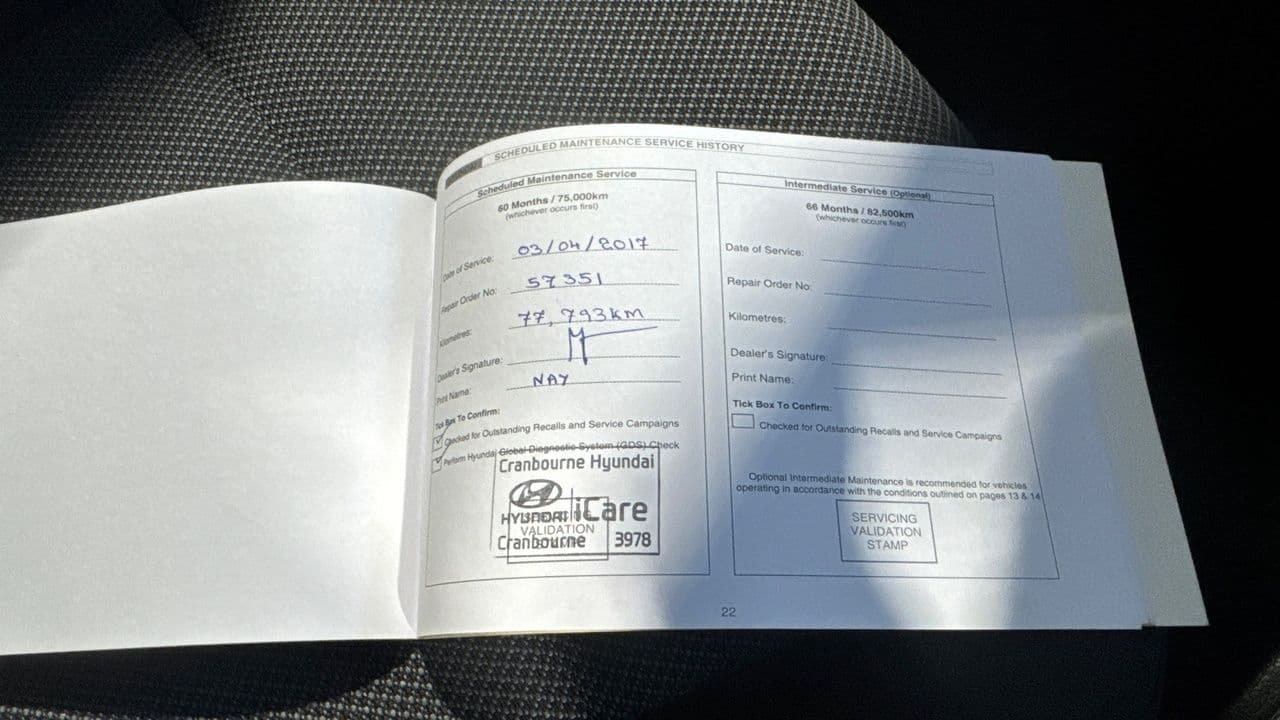 SCHEDULED MAINTENANCE SERVICE HISTORY
Scheduled Maintenance Service
60 Months / 75,000km
(whichever occurs first)
Date of Service: 03/04/2017
Repair Order No: 57351
Kilometres: 77,793KM
Dealer's Signature:
Print Name: NAY
Tick Box To Confirm:
Checked for Outstanding Recalls and Service Campaigns
Perform Hyundai Global Diagnostic System (GDS) Check
Cranbourne Hyundai
HYUNDAI iCare
VALIDATION
Cranbourne 3978
Intermediate Service (Optional)
66 Months / 82,500km
(whichever occurs first)
Date of Service:
Repair Order No:
Kilometres:
Dealer's Signature:
Print Name:
Tick Box To Confirm:
Checked for Outstanding Recalls and Service Campaigns
Optional Intermediate Maintenance is recommended for vehicles
operating in accordance with the conditions outlined on pages 13 & 14
SERVICING
VALIDATION
STAMP
22